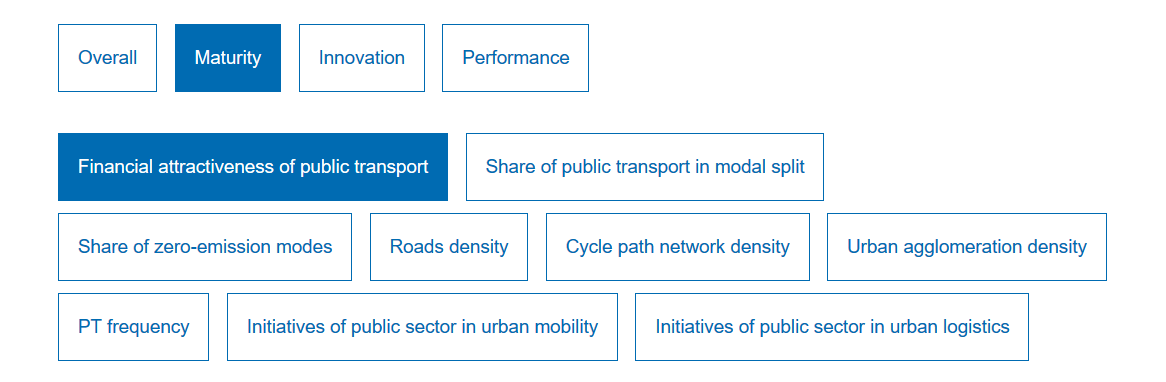 Overall Maturity Innovation Performance
Financial attractiveness of public transport Share of public transport in modal split
Share of zero-emission modes Roads density Cycle path network density Urban agglomeration density
PT frequency Initiatives of public sector in urban mobility Initiatives of public sector in urban logistics